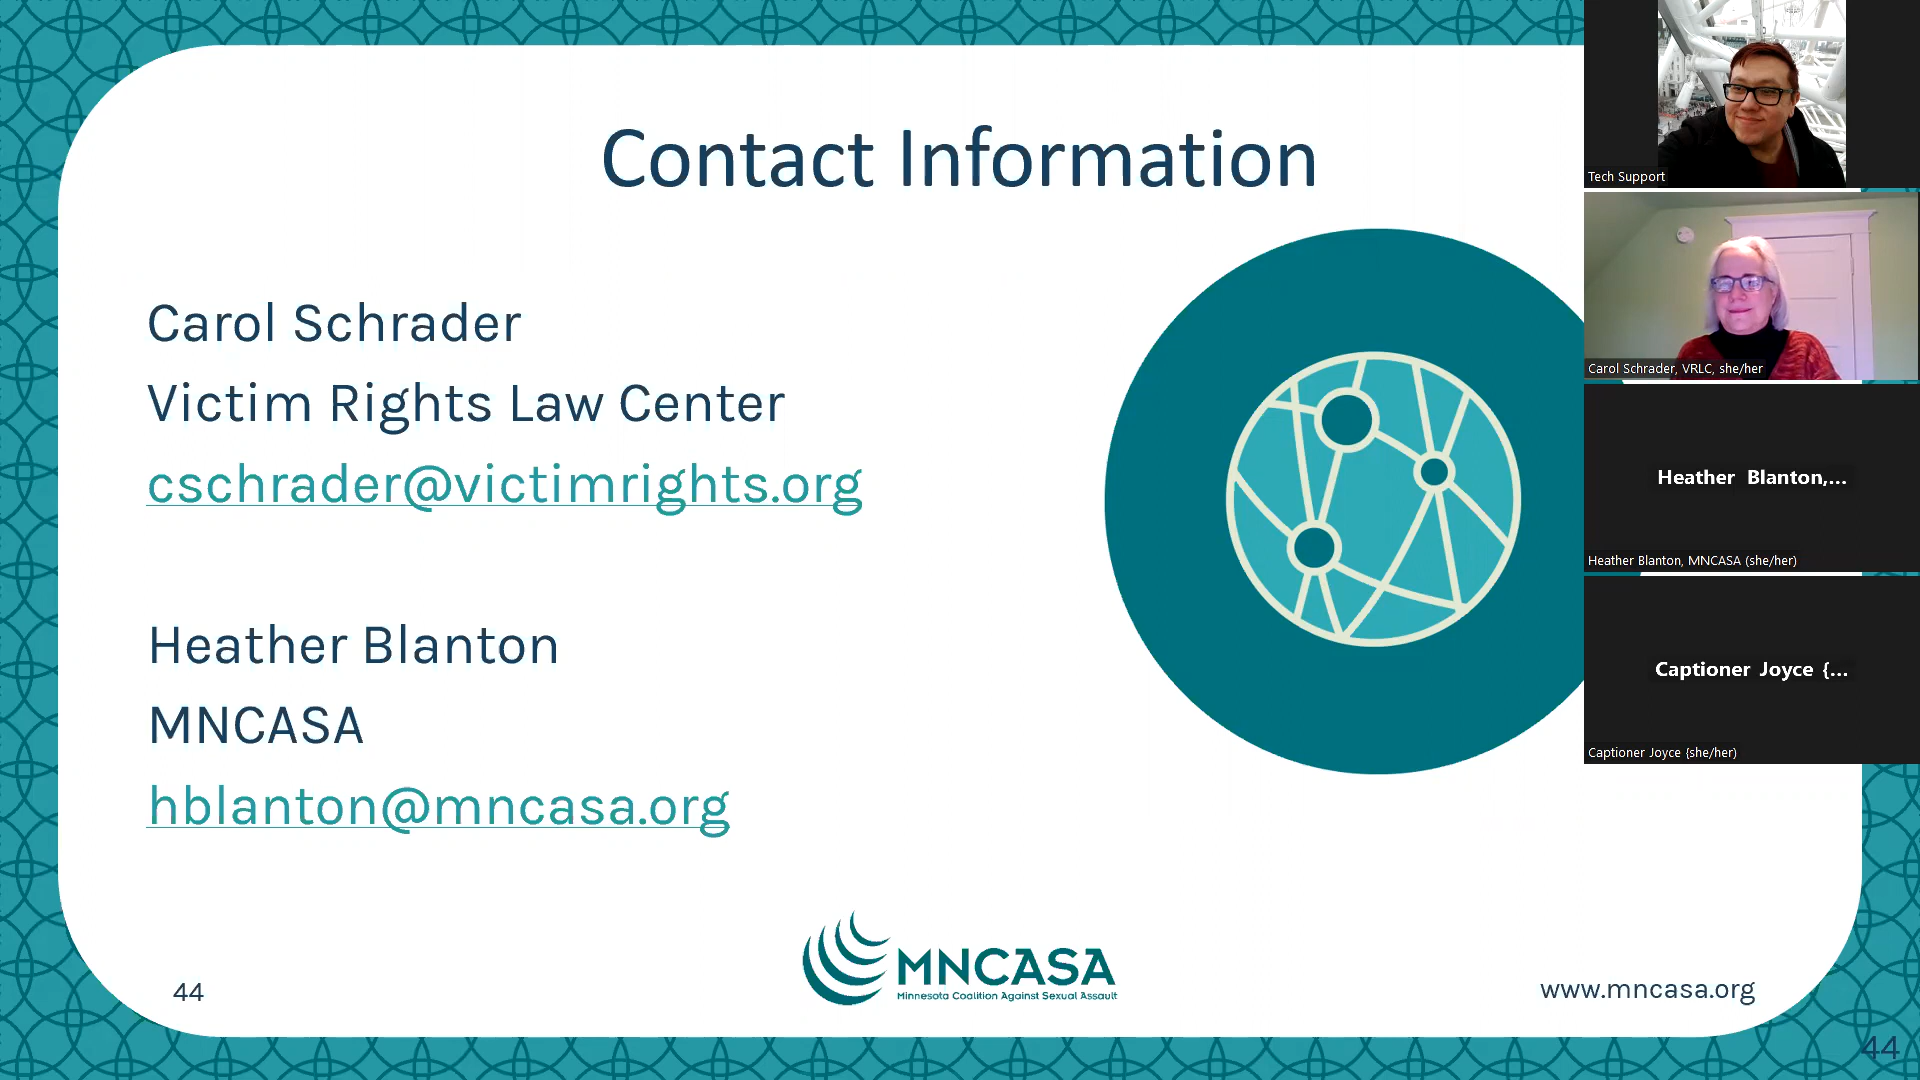 Contact Information
Carol Schrader
Victim Rights Law Center
cschrader@victimrights.org
Heather Blanton
MNCASA
hblanton@mncasa.org
44
MNCASA
Minnesota Coalition Against Sexual Assault
www.mncasa.org
44
Tech Support
Carol Schrader, VRLC, she/her
Heather Blanton,...
Heather Blanton, MNCASA (she/her)
Captioner Joyce {...
Captioner Joyce {she/her)